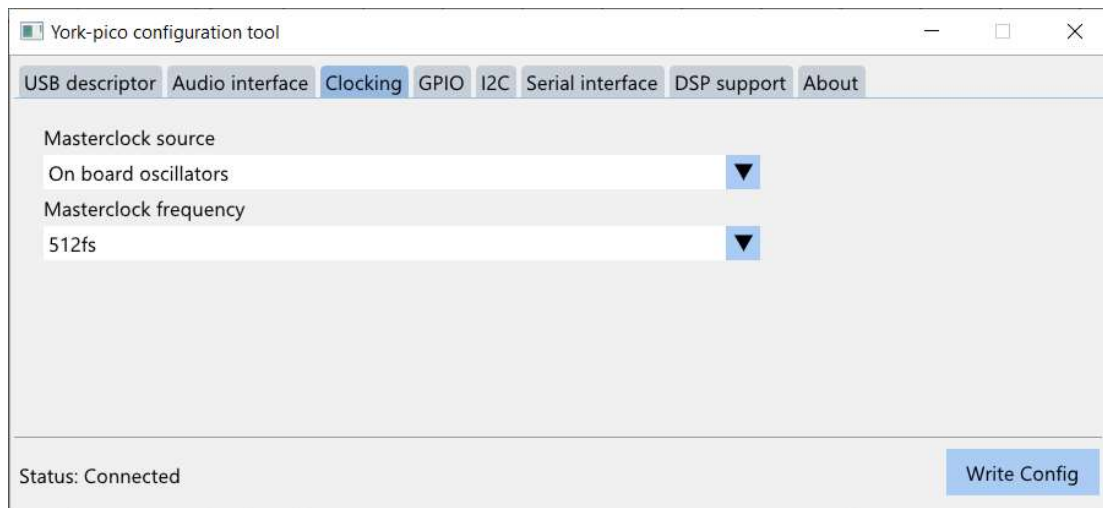 York-pico configuration tool
USB descriptor Audio interface Clocking GPIO I2C Serial interface DSP support About
Masterclock source
On board oscillators
Masterclock frequency
512fs
Status: Connected
Write Config